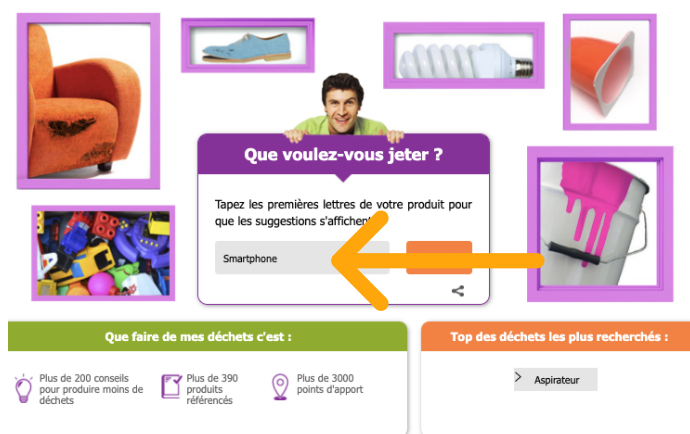 Que voulez-vous jeter ?
Tapez les premières lettres de votre produit pour
que les suggestions s'affichent
Smartphone
Que faire de mes déchets c'est :
Plus de 200 conseils
pour produire moins de
déchets
Plus de 390
produits
référencés
Plus de 3000
points d'apport
Top des déchets les plus recherchés :
Aspirateur